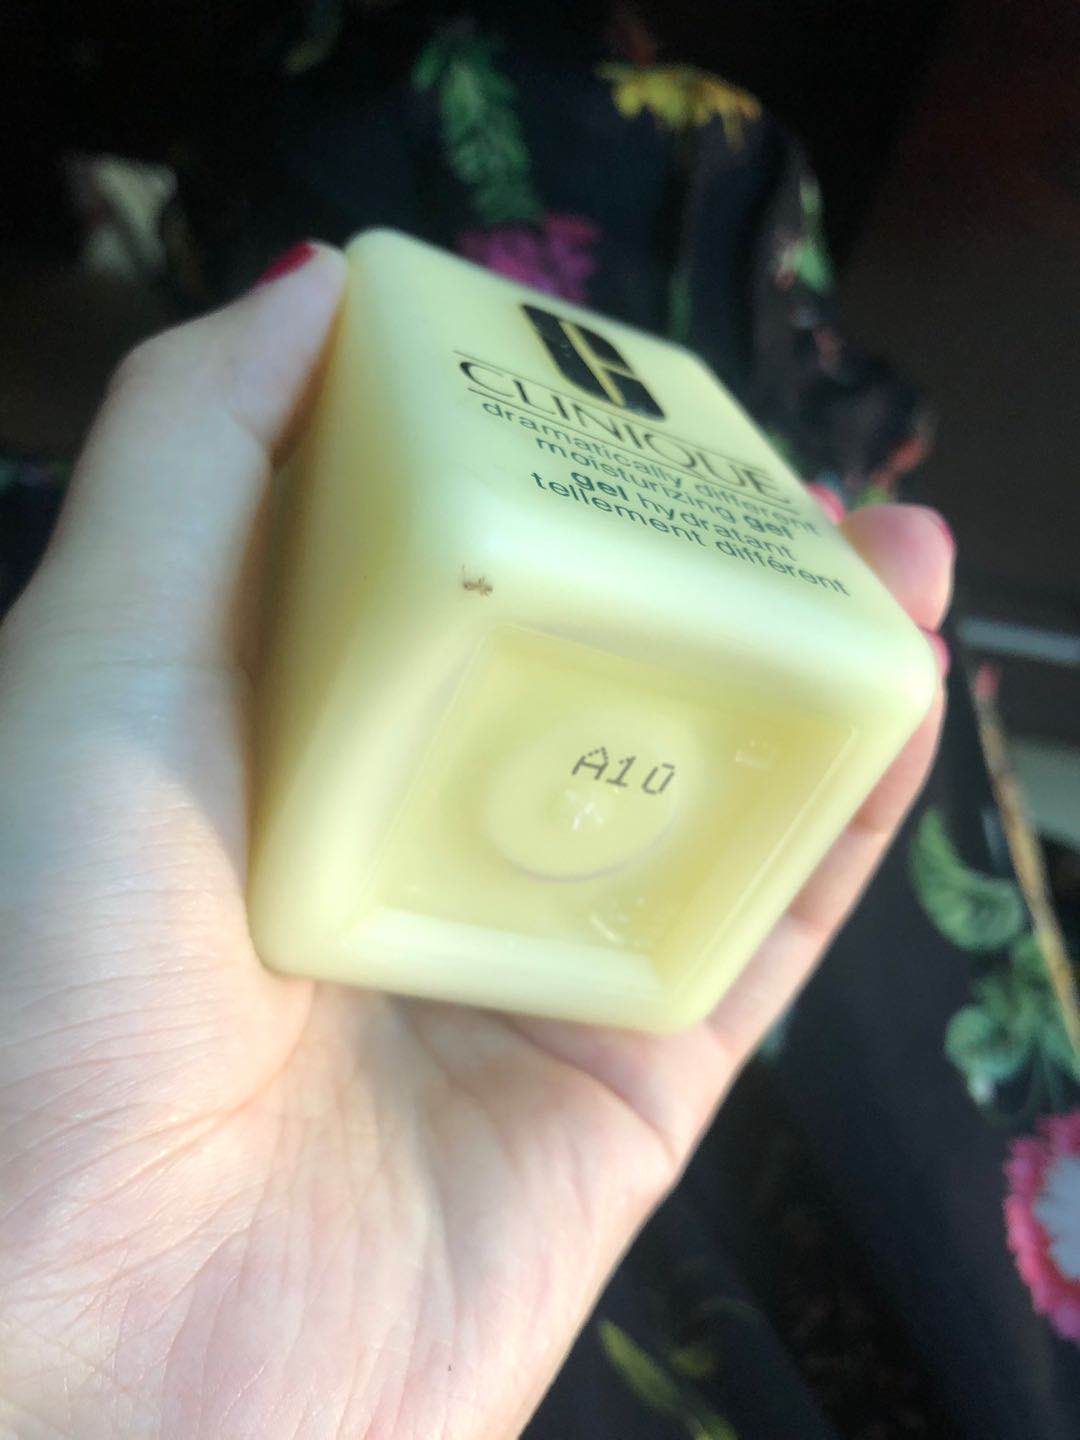 CLINIQUE
dramatically different
moisturizing gel
gel hydratant
tellement différent
A10